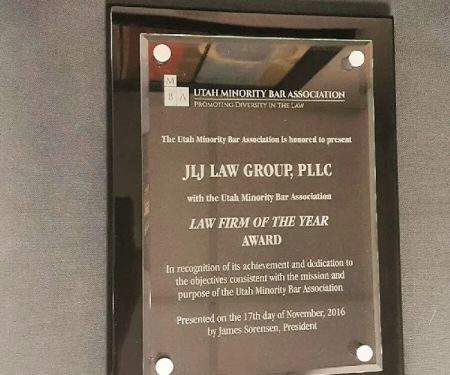 M
B A
UTAH MINORITY BAR ASSOCIATION
PROMOTING DIVERSITY IN THE LAW
The Utah Minority Bar Association is honored to present
JLJ LAW GROUP, PLLC
with the Utah Minority Bar Association
LAW FIRM OF THE YEAR
AWARD
In recognition of its achievement and dedication to
the objectives consistent with the mission and
purpose of the Utah Minority Bar Association
Presented on the 17th day of November, 2016
by James Sorensen, President